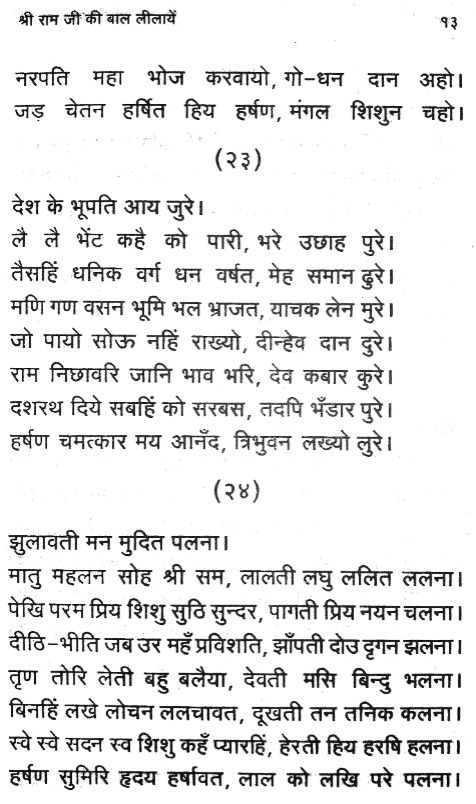 श्री राम जी की बाल लीलायें १३
नरपति महा भोज करवायो, गो-धन दान अहो।
जड़ चेतन हर्षित हिय हर्षण, मंगल शिशुन चहो।
(२३)
देश के भूपति आय जुरे।
लै लै भेंट कहै को पारी, भरे उछाह पुरे।
तैसहिं धनिक वर्ग धन वर्षत, मेह समान ढुरे।
मणि गण वसन भूमि भल भ्राजत, याचक लेन मुरे।
जो पायो सोऊ नहिं राख्यो, दीन्हेव दान दुरे।
राम निछावरि जानि भाव भरि, देव कबार कुरे।
दशरथ दिये सबहिं को सरबस, तदपि भँडार पुरे।
हर्षण चमत्कार मय आनँद, त्रिभुवन लख्यो लुरे।
(२४)
झुलावती मन मुदित पलना।
मातु महलन सोह श्री सम, लालती लघु ललित ललना।
पेखि परम प्रिय शिशु सुठि सुन्दर, पागती प्रिय नयन चलना।
दीठि-भीति जब उर महँ प्रविशति, झाँपती दोउ दृगन झलना।
तृण तोरि लेती बहु बलैया, देवती मसि बिन्दु भलना।
बिनहिं लखे लोचन ललचावत, दूखती तन तनिक कलना।
स्वे स्वे सदन स्व शिशु कहँ प्यारहिं, हेरती हिय हरषि हलना।
हर्षण सुमिरि हृदय हर्षावत, लाल को लखि परे पलना।